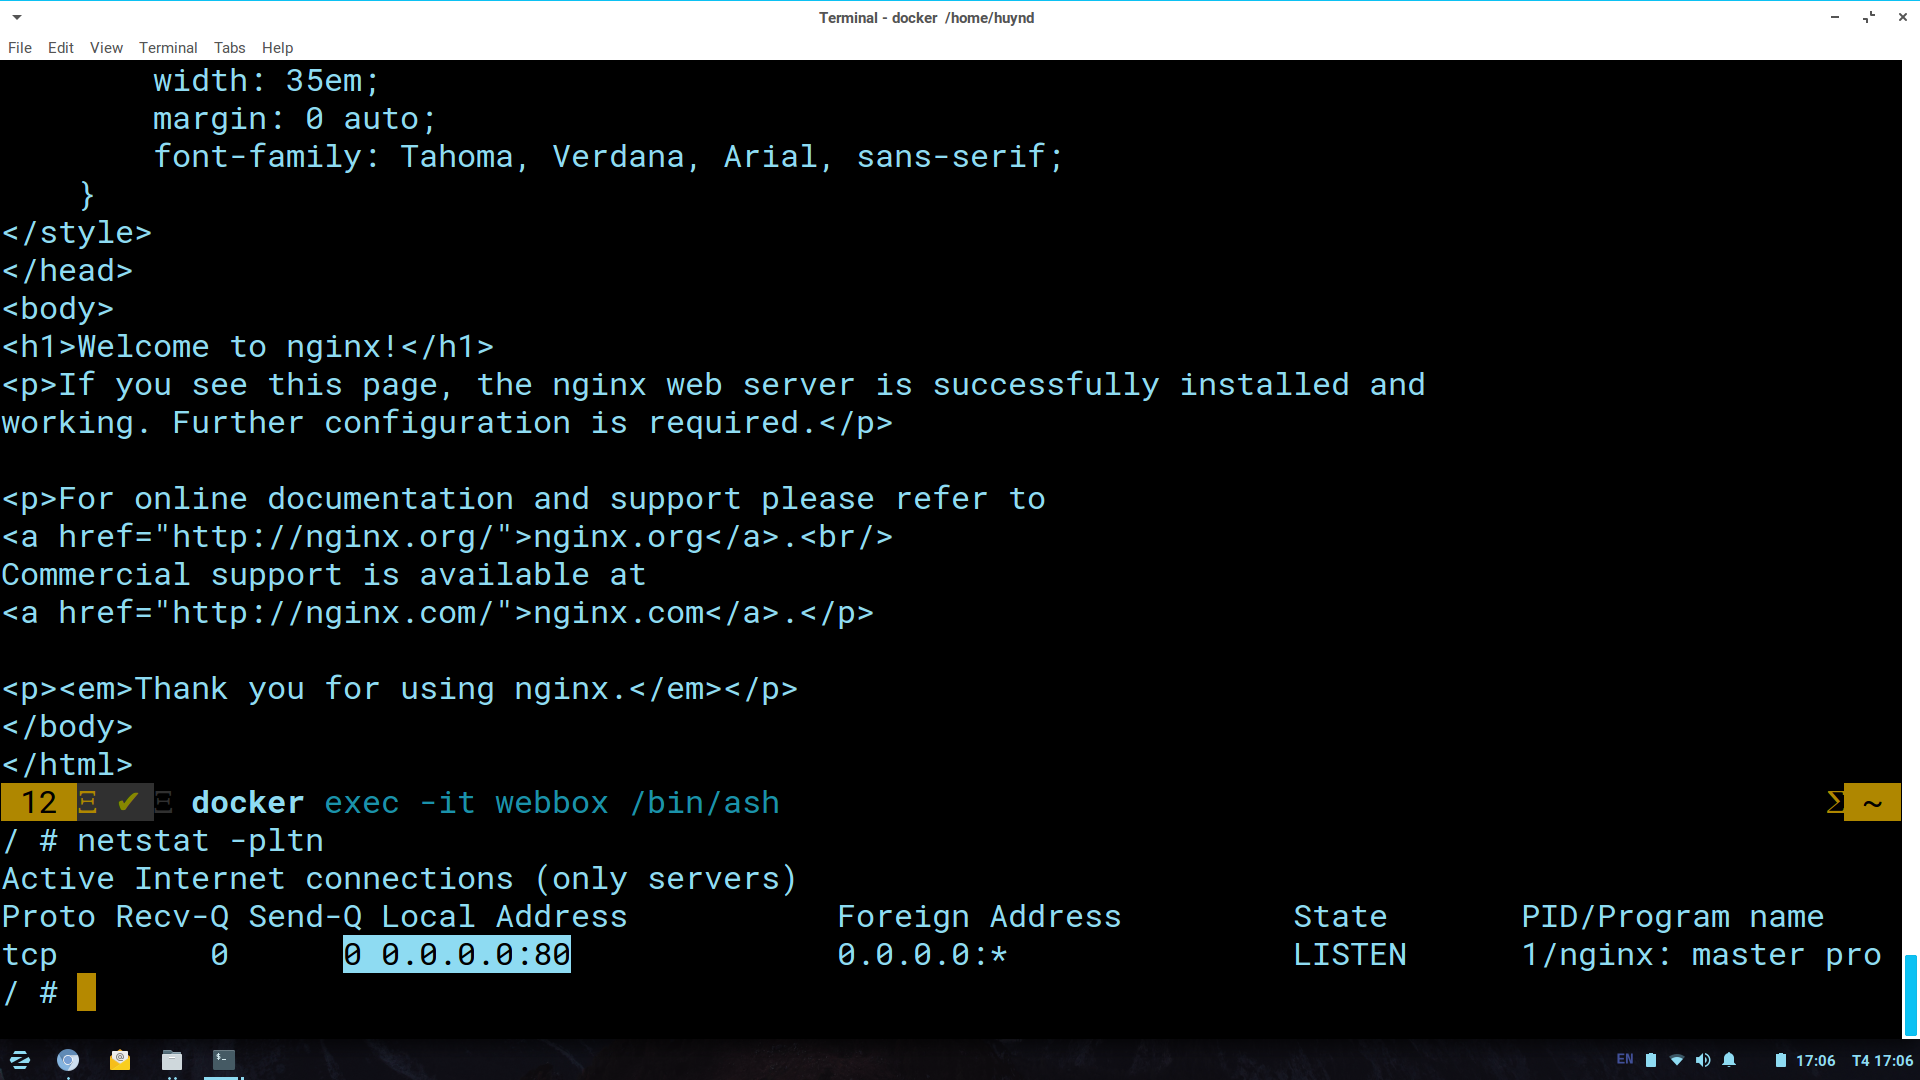 Terminal - docker /home/huynd
File Edit View Terminal Tabs Help
width: 35em;
margin: 0 auto;
font-family: Tahoma, Verdana, Arial, sans-serif;
}
</style>
</head>
<body>
<h1>Welcome to nginx!</h1>
<p>If you see this page, the nginx web server is successfully installed and
working. Further configuration is required.</p>
<p>For online documentation and support please refer to
<a href="http://nginx.org/">nginx.org</a>.<br/>
Commercial support is available at
<a href="http://nginx.com/">nginx.com</a>.</p>
<p><em>Thank you for using nginx.</em></p>
</body>
</html>
12 Ξ ✔ Ξ docker exec -it webbox /bin/ash Σ ~
/ # netstat -pltn
Active Internet connections (only servers)
Proto Recv-Q Send-Q Local Address Foreign Address State PID/Program name
tcp 0 0 0.0.0.0:80 0.0.0.0:* LISTEN 1/nginx: master pro
/ #
EN 17:06 T4 17:06